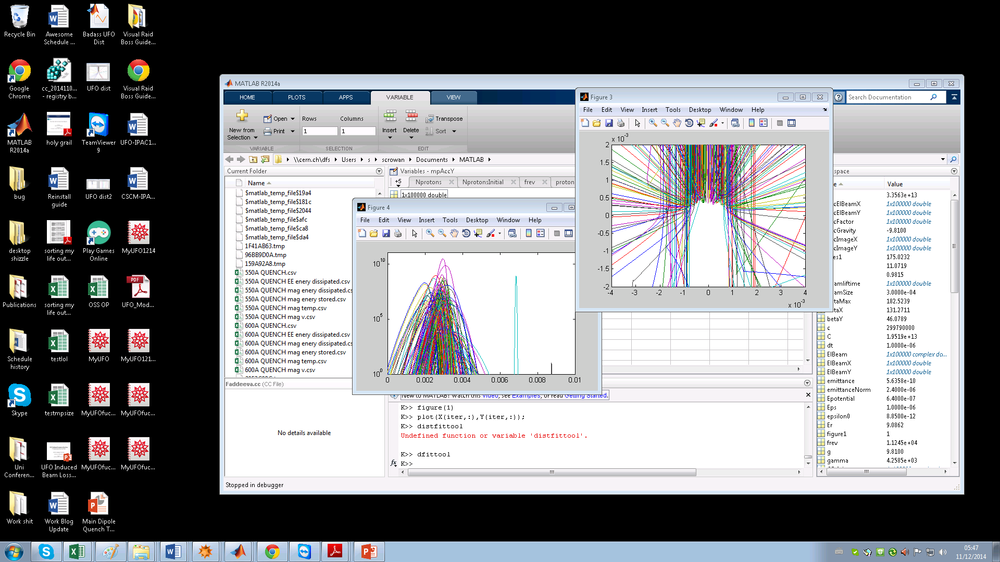 Recycle Bin
Awesome
Schedule ...
Badass UFO
Dist
Visual Raid
Boss Guide...
Google
Chrome
cc_2014110...
- registry b...
UFO dist
Visual Raid
Boss Guide...
MATLAB
R2014a
holy grail
TeamViewer
9
UFO-IPAC1...
bug
Reinstall
guide
UFO dist2
CSCM-IPA...
desktop
shizzle
sorting my
life out...
Play Games
Online
MyUFO1214
Publications
sorting my
life out...
OSS OP
PDF
UFO_Mod...
Schedule
history
testlol
MyUFO
MyUFO121...
Skype
testmpsize
MyUFOfuc...
MyUFOfuc...
Uni
Conferen...
UFO Induced
Beam Loss...
MyUFOfuc...
MyUFOfuc...
Work shit
Work Blog
Update
Main Dipole
Quench T...
MATLAB R2014a
HOME
PLOTS
APPS
VARIABLE
VIEW
Search Documentation
New from
Selection
Open
Print
Rows
Columns
1
1
Insert
Delete
Transpose
Sort
VARIABLE
SELECTION
EDIT
\\cern.ch\dfs
Users
s
scrowan
Documents
MATLAB
Current Folder
Name
$matlab_temp_file$19a4
$matlab_temp_file$181c
$matlab_temp_file$2044
$matlab_temp_file$afc
$matlab_temp_file$ca8
$matlab_temp_file$da4
1F41AB63.tmp
96BB9D0A.tmp
159A92A8.tmp
550A QUENCH.csv
550A QUENCH EE enery dissipated.csv
550A QUENCH mag enery dissipated.cs
550A QUENCH mag enery stored.csv
550A QUENCH mag temp.csv
550A QUENCH mag v.csv
600A QUENCH.csv
600A QUENCH EE enery dissipated.csv
600A QUENCH mag enery dissipated.cs
600A QUENCH mag enery stored.csv
600A QUENCH mag temp.csv
600A QUENCH mag v.csv
Faddeeva.cc (CC File)
No details available
Stopped in debugger
Variables - mpAccY
+5
Nprotons
NprotonsInitial
frev
proton
1x100000 double
Figure 4
File Edit View Insert Tools Desktop Window Help
10^10
10^5
10^0
0 0.002 0.004 0.006 0.008 0.01
Figure 3
File Edit View Insert Tools Desktop Window Help
x 10^-3
2
1.5
1
0.5
0
-0.5
-1
-1.5
-2
-4 -3 -2 -1 0 1 2 3 4
x 10^-3
New to MATLAB? Watch this Video, see Examples, or read Getting Started.
K>> figure(1)
K>> plot(X(iter,:),Y(iter,:));
K>> distfittool
Undefined function or variable 'distfittool'.
K>> dfittool
fx K>>
space
e
Value
3.3563e+13
cElBeamX 1x100000 double
cElBeamY 1x100000 double
cFactor 1x100000 double
cGravity -9.8100
cImageX 1x100000 double
cImageY 1x100000 double
es1 175.0232
11.0719
0.9815
amliftime 1x100000 double
amSize 3.0000e-04
taMax 182.5239
taX 131.2711
betaY 46.0789
c 299790000
C 1.9519e+13
dt 1.0000e-06
ElBeam 1x100000 complex do...
ElBeamX 1x100000 double
ElBeamY 1x100000 double
emittance 5.6358e-10
emittanceNorm 2.4000e-06
Epotential 6.4000e-07
Eps 1.0000e-06
epsilon0 8.8500e-12
Er 9.0862
figure1 1
frev 1.1245e+04
g 9.8100
gamma 4.2585e+03
05:47
11/12/2014